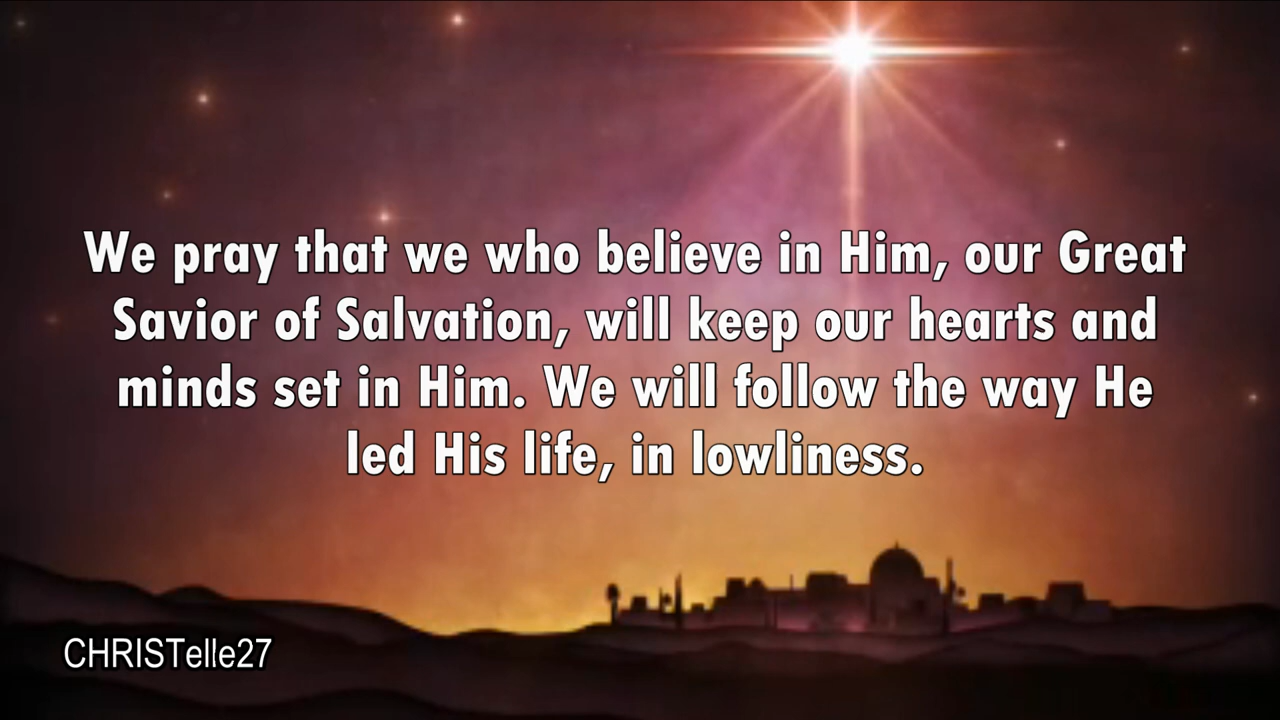 We pray that we who believe in Him, our Great
Savior of Salvation, will keep our hearts and
minds set in Him. We will follow the way He
led His life, in lowliness.
CHRISTelle27